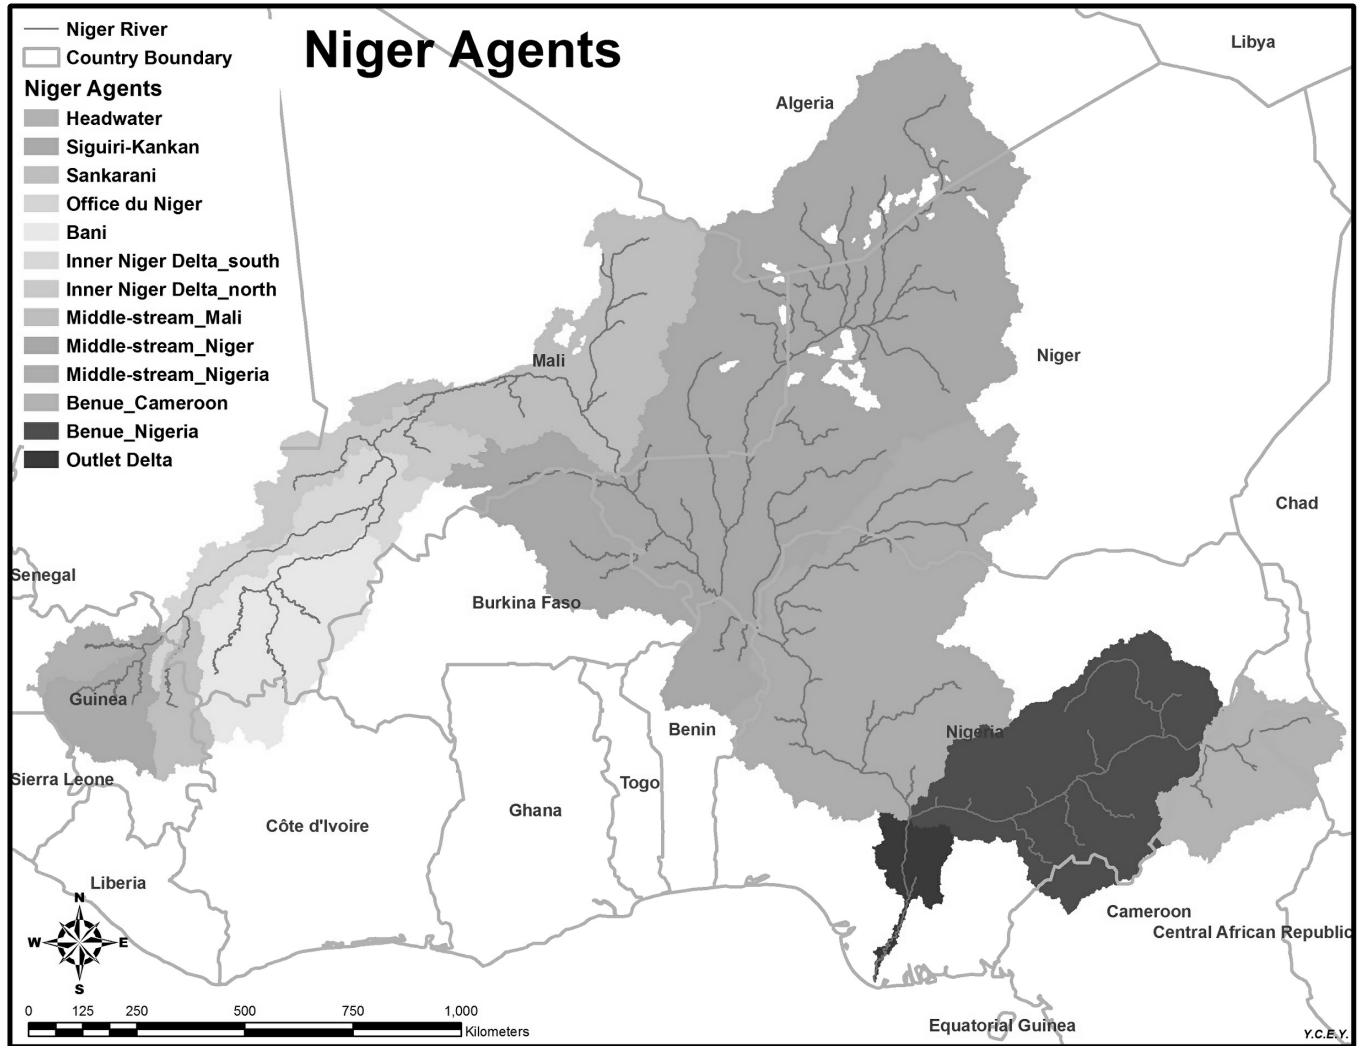 Niger Agents
Niger River
Country Boundary
Niger Agents
Headwater
Siguiri-Kankan
Sankarani
Office du Niger
Bani
Inner Niger Delta_south
Inner Niger Delta_north
Middle-stream_Mali
Middle-stream_Niger
Middle-stream_Nigeria
Benue_Cameroon
Benue_Nigeria
Outlet Delta
Libya
Algeria
Mali
Niger
Chad
Senegal
Burkina Faso
Guinea
Benin
Nigeria
Sierra Leone
Togo
Ghana
Côte d'Ivoire
Liberia
Cameroon
Central African Republic
Equatorial Guinea
N
W E
S
0 125 250 500 750 1,000
Kilometers
Y.C.E.Y.